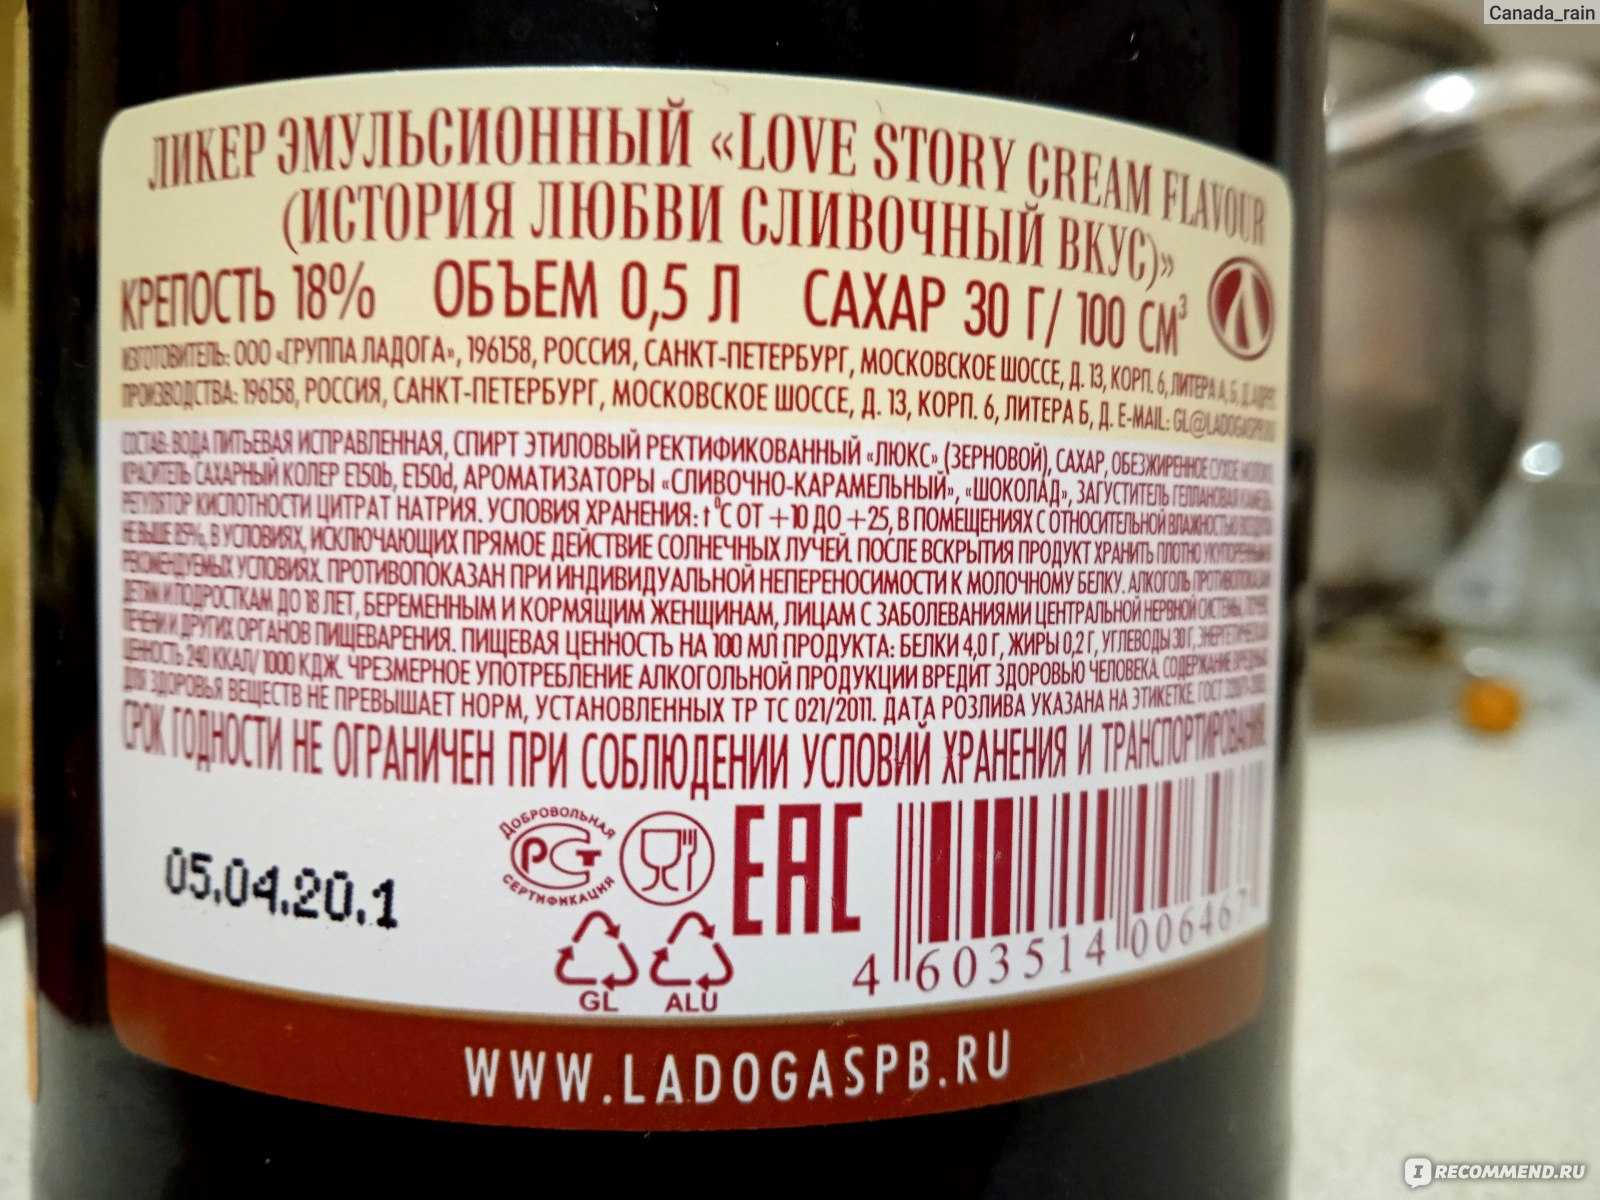 Canada_rain
ЛИКЕР ЭМУЛЬСИОННЫЙ «LOVE STORY CREAM FLAVOUR
(ИСТОРИЯ ЛЮБВИ СЛИВОЧНЫЙ ВКУС)»
КРЕПОСТЬ 18% ОБЪЕМ 0,5 Л САХАР 30 Г/ 100 СМ³
ИЗГОТОВИТЕЛЬ: ООО «ГРУППА ЛАДОГА», 196158, РОССИЯ, САНКТ-ПЕТЕРБУРГ, МОСКОВСКОЕ ШОССЕ, Д. 13, КОРП. 6, ЛИТЕРА А, Б, Д. АДРЕС
ПРОИЗВОДСТВА: 196158, РОССИЯ, САНКТ-ПЕТЕРБУРГ, МОСКОВСКОЕ ШОССЕ, Д. 13, КОРП. 6, ЛИТЕРА Б, Д. E-MAIL:
СОСТАВ: ВОДА ПИТЬЕВАЯ ИСПРАВЛЕННАЯ, СПИРТ ЭТИЛОВЫЙ РЕКТИФИКОВАННЫЙ «ЛЮКС» (ЗЕРНОВОЙ), САХАР, ОБЕЗЖИРЕННОЕ СУХОЕ МОЛОКО,
КРАСИТЕЛЬ САХАРНЫЙ КОЛЕР Е150b, Е150d, АРОМАТИЗАТОРЫ «СЛИВОЧНО-КАРАМЕЛЬНЫЙ», «ШОКОЛАД», ЗАГУСТИТЕЛЬ ГЕЛЛАНОВАЯ КАМЕДЬ,
РЕГУЛЯТОР КИСЛОТНОСТИ ЦИТРАТ НАТРИЯ. УСЛОВИЯ ХРАНЕНИЯ: t °С ОТ +10 ДО +25, В ПОМЕЩЕНИЯХ С ОТНОСИТЕЛЬНОЙ ВЛАЖНОСТЬЮ ВОЗДУХА
НЕ ВЫШЕ 85%, В УСЛОВИЯХ, ИСКЛЮЧАЮЩИХ ПРЯМОЕ ДЕЙСТВИЕ СОЛНЕЧНЫХ ЛУЧЕЙ. ПОСЛЕ ВСКРЫТИЯ ПРОДУКТ ХРАНИТЬ ПЛОТНО УКУПОРЕННЫМ
РЕКОМЕНДУЕМЫХ УСЛОВИЯХ. ПРОТИВОПОКАЗАН ПРИ ИНДИВИДУАЛЬНОЙ НЕПЕРЕНОСИМОСТИ К МОЛОЧНОМУ БЕЛКУ. АЛКОГОЛЬ ПРОТИВОПОКАЗАН
ДЕТЯМ И ПОДРОСТКАМ ДО 18 ЛЕТ, БЕРЕМЕННЫМ И КОРМЯЩИМ ЖЕНЩИНАМ, ЛИЦАМ С ЗАБОЛЕВАНИЯМИ ЦЕНТРАЛЬНОЙ НЕРВНОЙ СИСТЕМЫ, ПОЧЕК,
ПЕЧЕНИ И ДРУГИХ ОРГАНОВ ПИЩЕВАРЕНИЯ. ПИЩЕВАЯ ЦЕННОСТЬ НА 100 МЛ ПРОДУКТА: БЕЛКИ 4,0 Г, ЖИРЫ 0,2 Г, УГЛЕВОДЫ 30 Г, ЭНЕРГЕТИЧЕСКАЯ
ЦЕННОСТЬ 240 ККАЛ/ 1000 КДЖ. ЧРЕЗМЕРНОЕ УПОТРЕБЛЕНИЕ АЛКОГОЛЬНОЙ ПРОДУКЦИИ ВРЕДИТ ЗДОРОВЬЮ ЧЕЛОВЕКА. СОДЕРЖАНИЕ ВРЕДНЫХ
ДЛЯ ЗДОРОВЬЯ ВЕЩЕСТВ НЕ ПРЕВЫШАЕТ НОРМ, УСТАНОВЛЕННЫХ ТР ТС 021/2011. ДАТА РОЗЛИВА УКАЗАНА НА ЭТИКЕТКЕ. ГОСТ
СРОК ГОДНОСТИ НЕ ОГРАНИЧЕН ПРИ СОБЛЮДЕНИИ УСЛОВИЙ ХРАНЕНИЯ И ТРАНСПОРТИРОВАНИЯ
05.04.20.1
ДОБРОВОЛЬНАЯ
РСТ
СЕРТИФИКАЦИЯ
EAC
GL ALU
4 603514 006467
WWW.LADOGASPB.RU
IRECOMMEND.RU